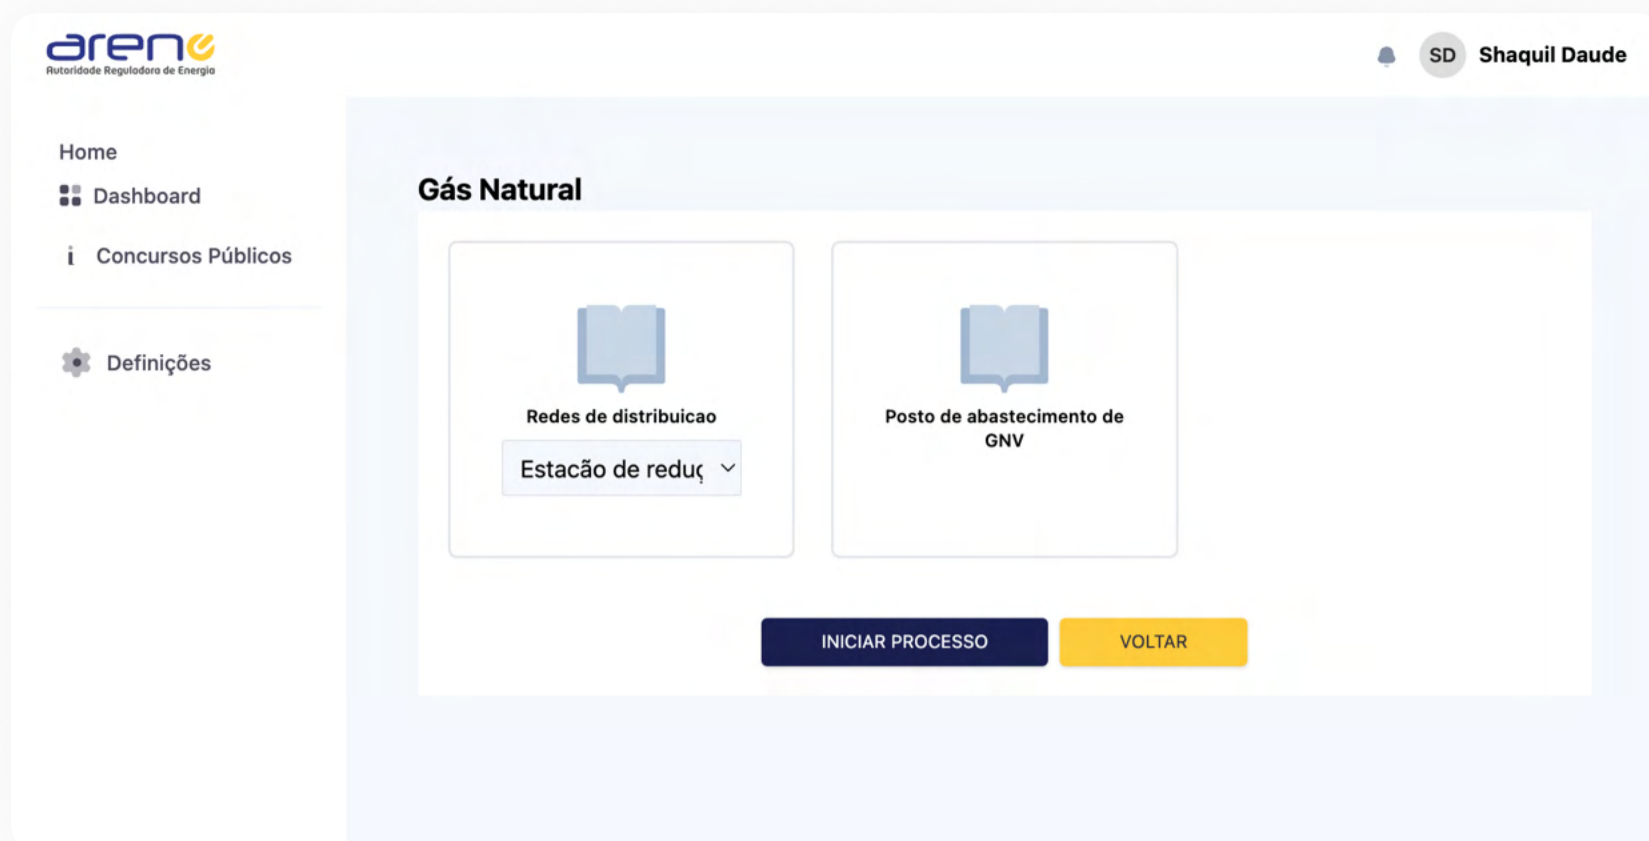 arene
Autoridade Reguladora de Energia
SD Shaquil Daude
Home
Dashboard
Concursos Públicos
Definições
Gás Natural
Redes de distribuicao
Estacão de reduç
Posto de abastecimento de
GNV
INICIAR PROCESSO
VOLTAR